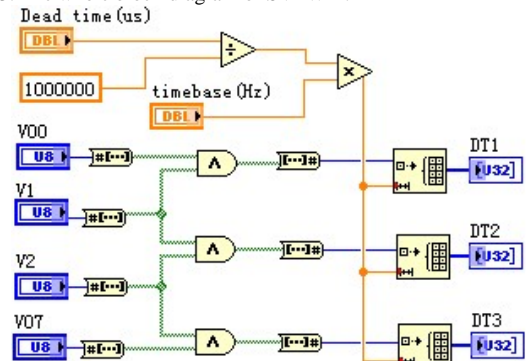 Dead time(us)
DBL
÷
1000000
timebase(Hz)
x
DBL
V00
DT1
U8
#[...]
∧
[...]#
U32]
V1
U8
#[...]
DT2
V2
∧
[...]#
U32]
U8
#[...]
V07
DT3
U8
#[...]
∧
[...]#
U32]